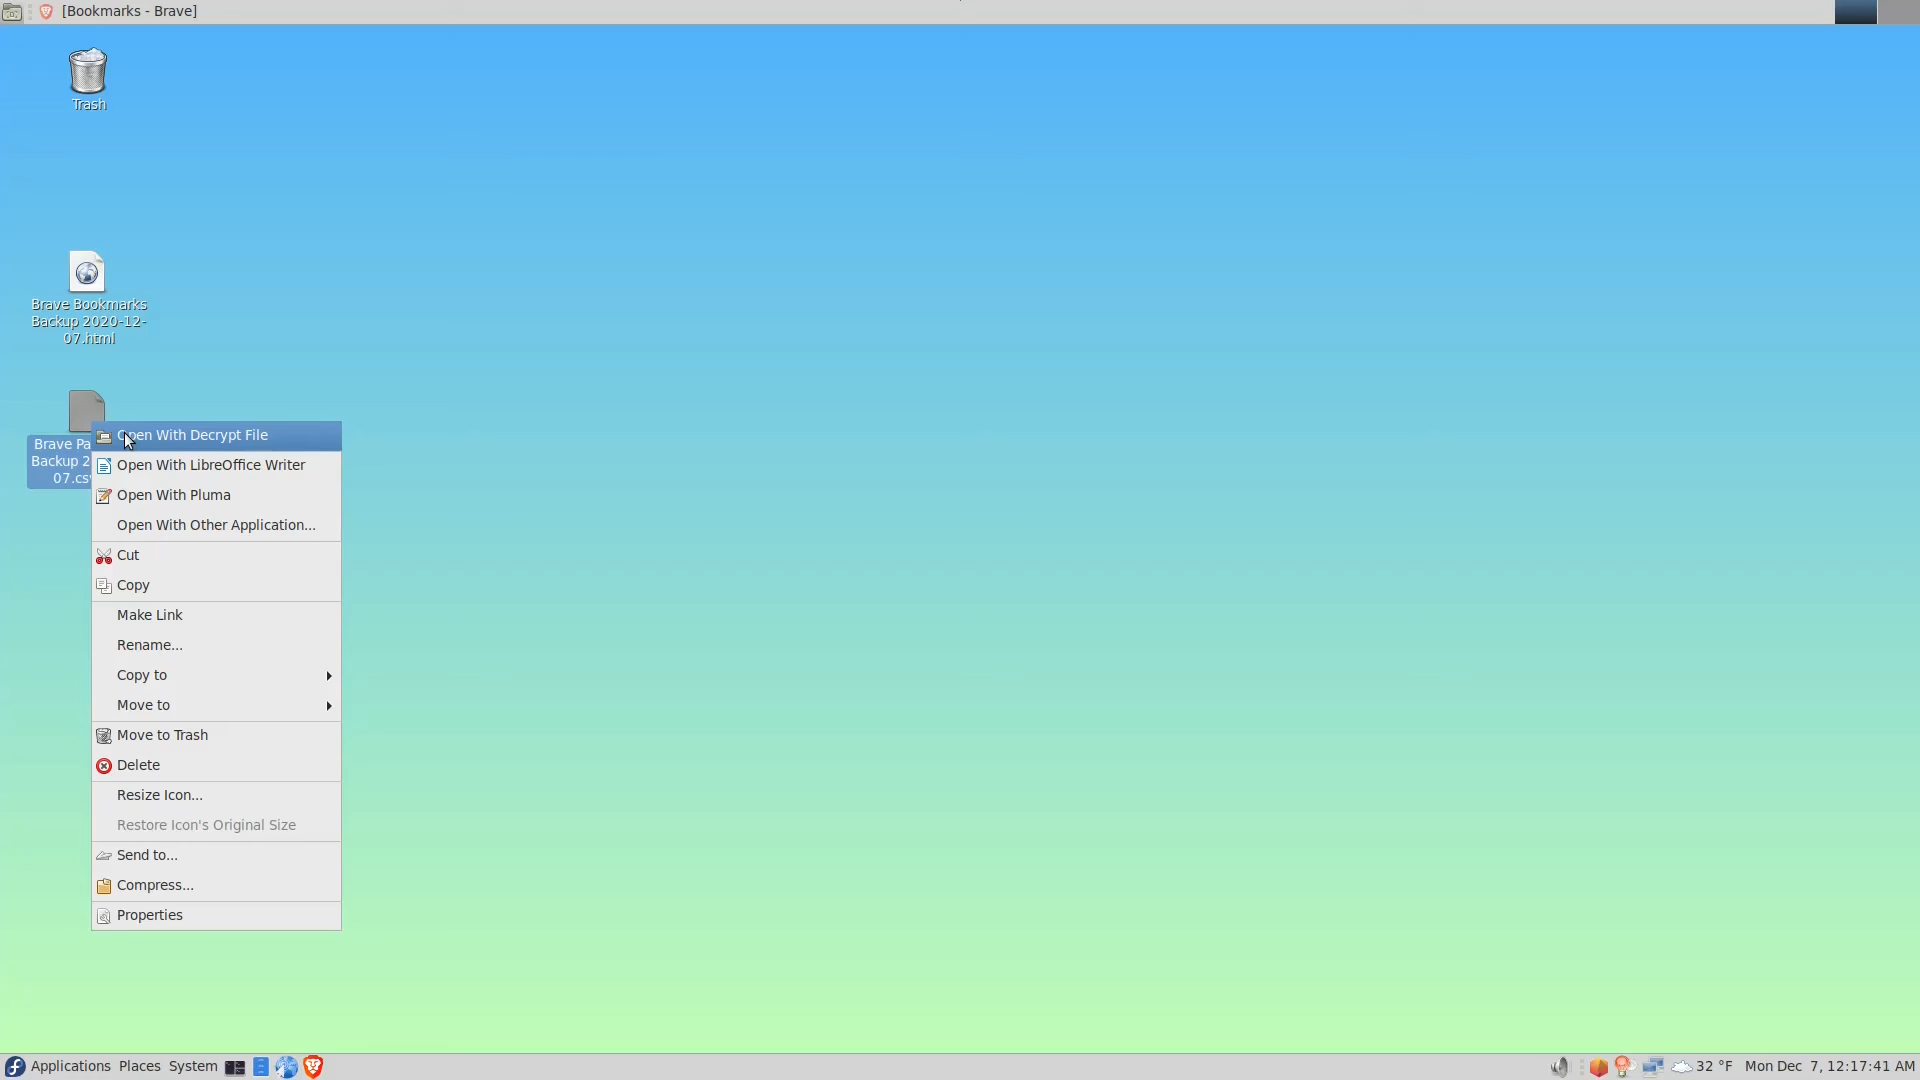 [Bookmarks - Brave]
Trash
Brave Bookmarks
Backup 2020-12-
07.html
Brave Pa
Backup 2
07.cs
Open With Decrypt File
Open With LibreOffice Writer
Open With Pluma
Open With Other Application...
Cut
Copy
Make Link
Rename...
Copy to
Move to
Move to Trash
Delete
Resize Icon...
Restore Icon's Original Size
Send to...
Compress...
Properties
Applications Places System
32 °F Mon Dec 7, 12:17:41 AM